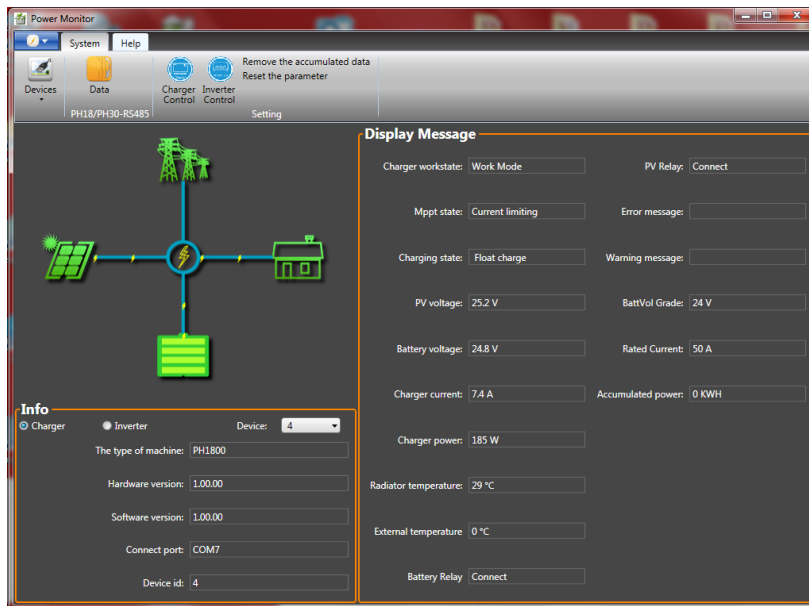 Power Monitor
System Help
Devices
Data
Charger Control
Inverter Control
Remove the accumulated data
Reset the parameter
PH18/PH30-RS485
Setting
Display Message
Charger workstate: Work Mode
PV Relay: Connect
Mppt state: Current limiting
Error message:
Charging state: Float charge
Warning message:
PV voltage: 25.2 V
BattVol Grade: 24 V
Battery voltage: 24.8 V
Rated Current: 50 A
Charger current: 7.4 A
Accumulated power: 0 KWH
Charger power: 185 W
Radiator temperature: 29 °C
External temperature 0 °C
Battery Relay Connect
Info
Charger Inverter Device: 4
The type of machine: PH1800
Hardware version: 1.00.00
Software version: 1.00.00
Connect port: COM7
Device id: 4